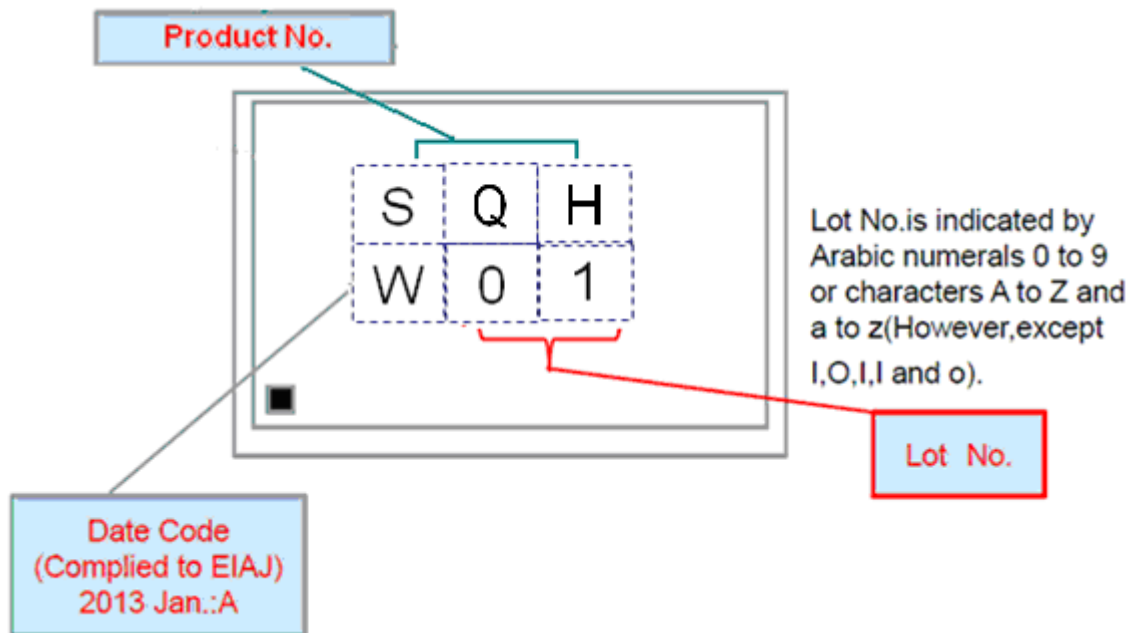 Product No.
S Q H
W 0 1
Lot No.is indicated by
Arabic numerals 0 to 9
or characters A to Z and
a to z(However,except
I,O,I,I and o).
Lot No.
Date Code
(Complied to EIAJ)
2013 Jan.:A